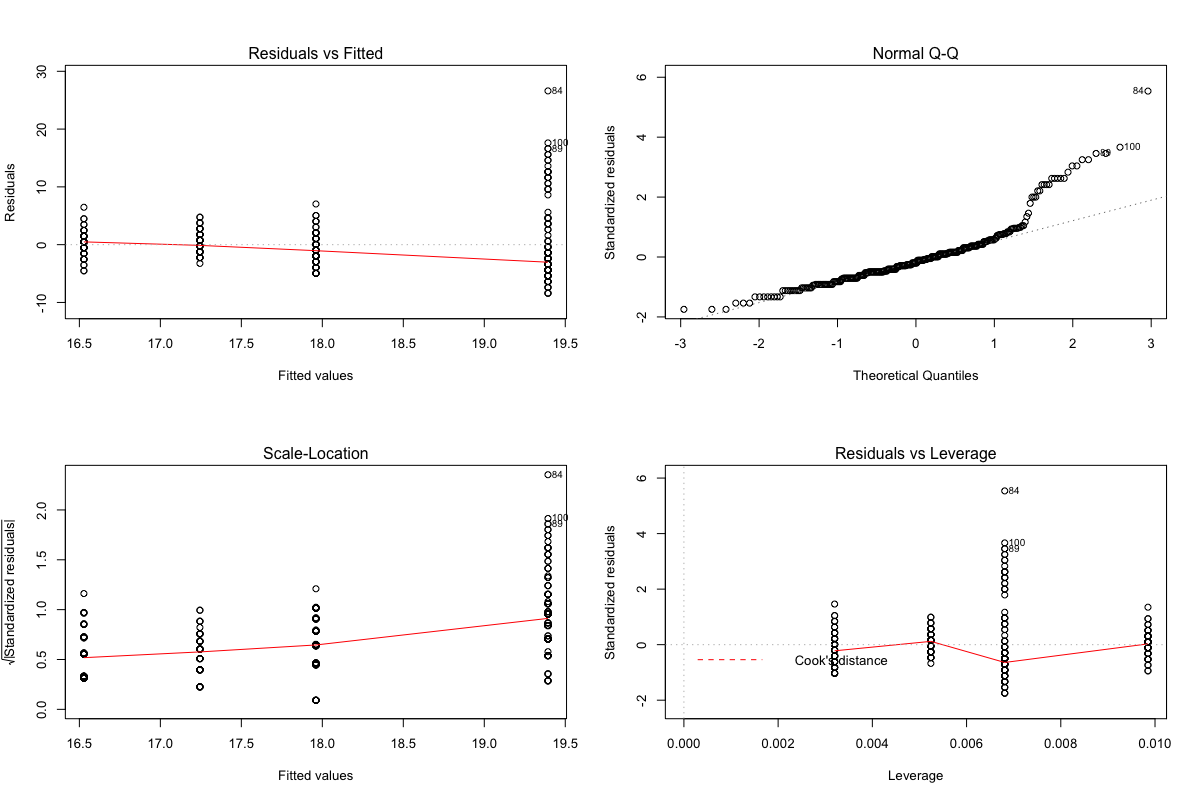 Residuals vs Fitted
30
20
10
0
-10
Residuals
84
100
89
16.5 17.0 17.5 18.0 18.5 19.0 19.5
Fitted values
Normal Q-Q
6
4
2
0
-2
Standardized residuals
84
89
100
-3 -2 -1 0 1 2 3
Theoretical Quantiles
Scale-Location
2.0
1.5
1.0
0.5
0.0
√|Standardized residuals|
84
100
89
16.5 17.0 17.5 18.0 18.5 19.0 19.5
Fitted values
Residuals vs Leverage
6
4
2
0
-2
Standardized residuals
84
100
89
Cook's distance
0.000 0.002 0.004 0.006 0.008 0.010
Leverage